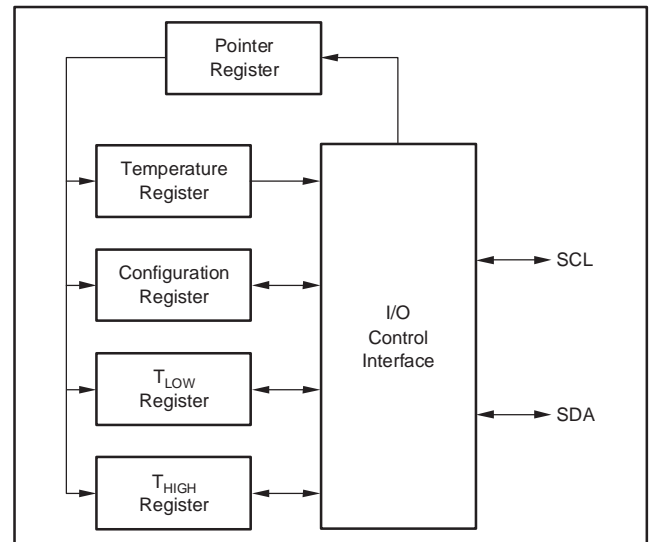 Pointer
Register
Temperature
Register
Configuration
Register
T_LOW
Register
T_HIGH
Register
I/O
Control
Interface
SCL
SDA